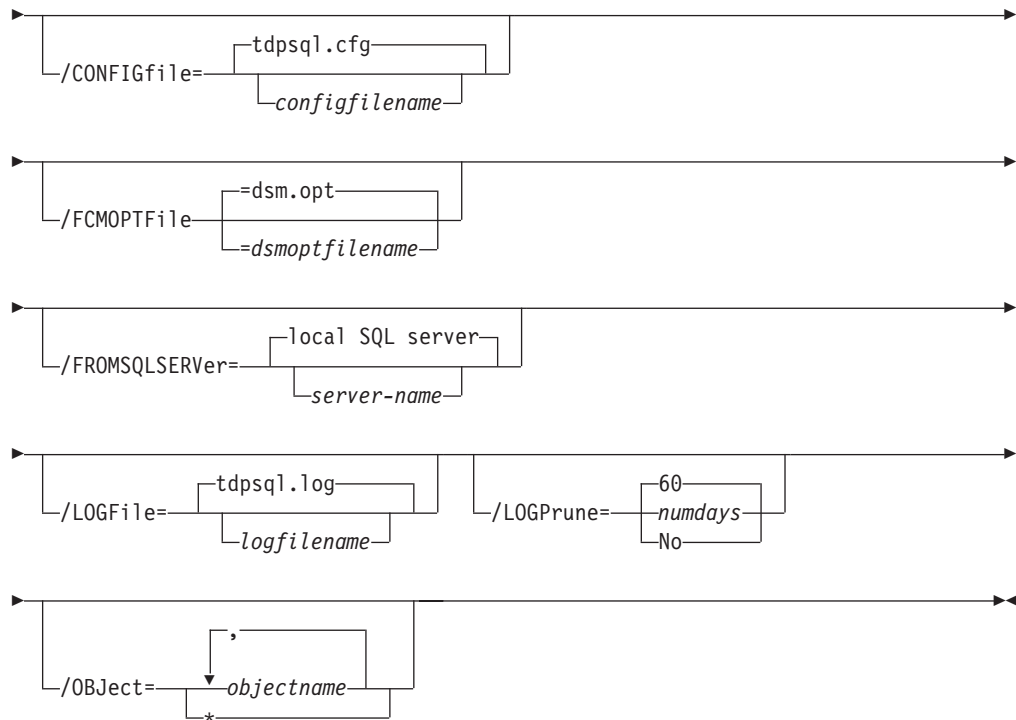 tdpsql.cfg
/CONFIGfile=
configfilename
=dsm.opt
/FCMOPTFile
=dsmoptfilename
local SQL server
/FROMSQLSERVer=
server-name
tdpsql.log
/LOGFile=
logfilename
60
/LOGPrune=
numdays
No
,
/OBJect=
objectname
*